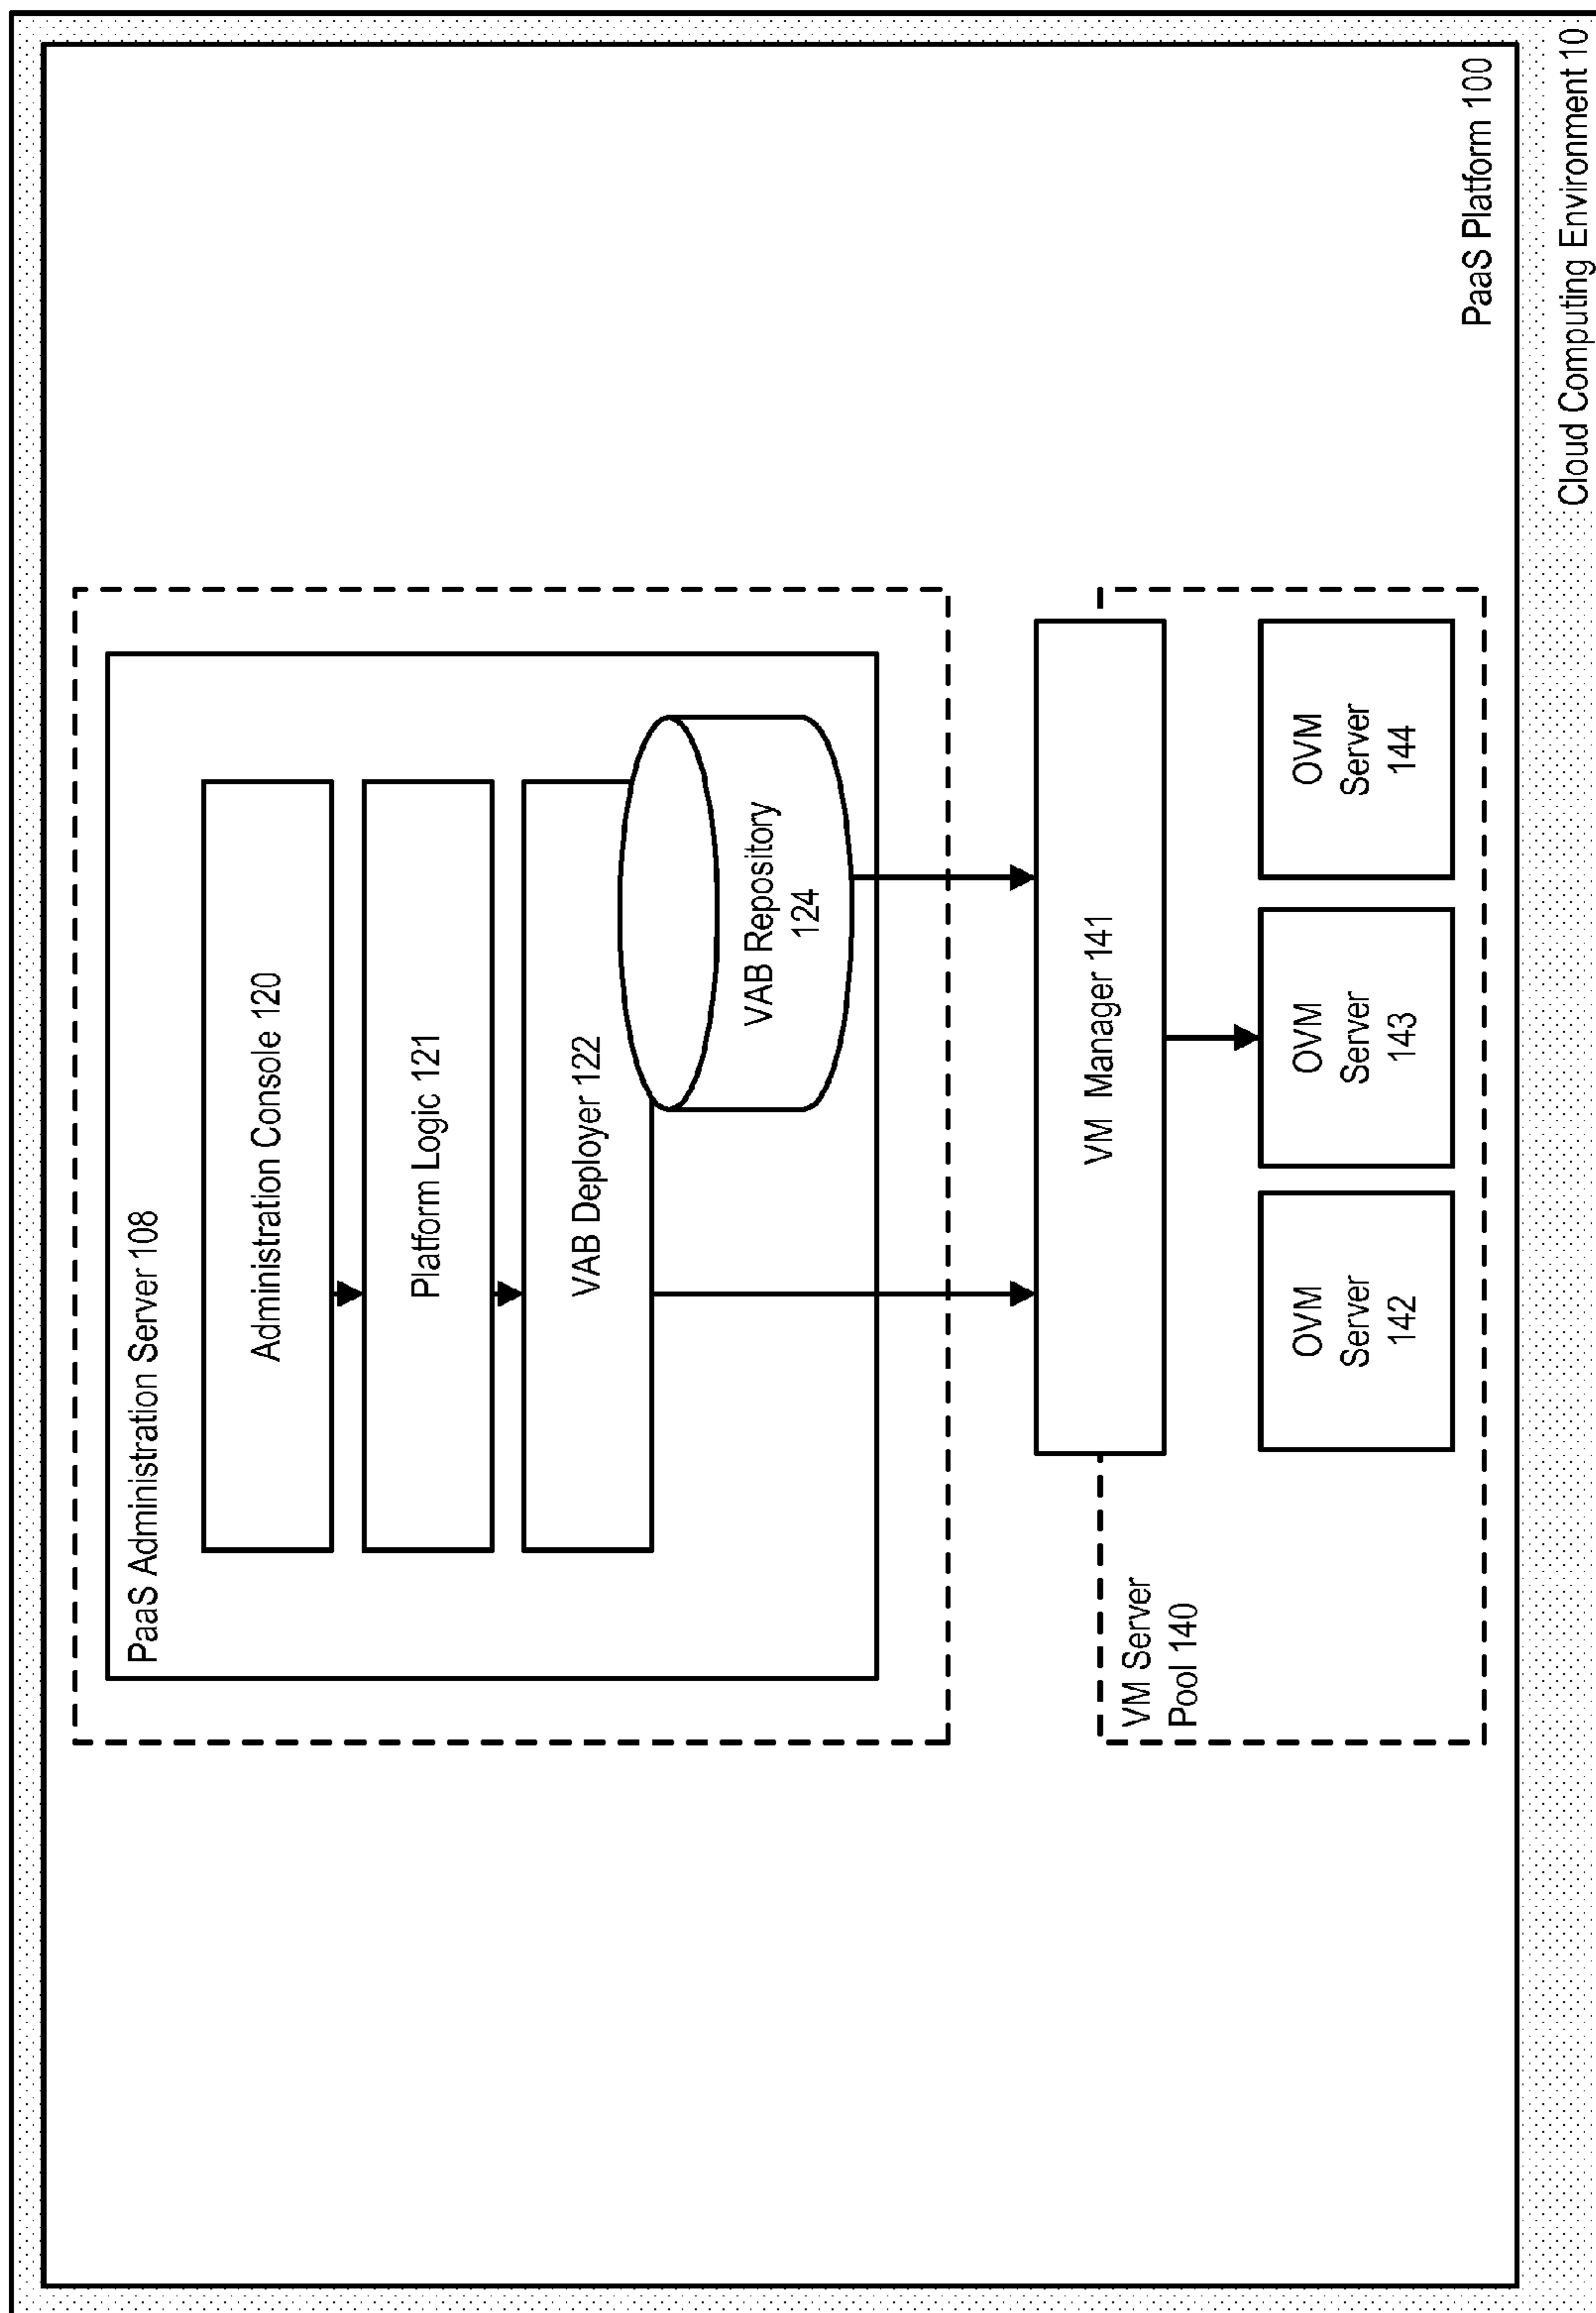 PaaS Administration Server 108
Administration Console 120
Platform Logic 121
VAB Deployer 122
VAB Repository
124
VM Server
Pool 140
VM Manager 141
OVM
Server
142
OVM
Server
143
OVM
Server
144
PaaS Platform 100
Cloud Computing Environment 10